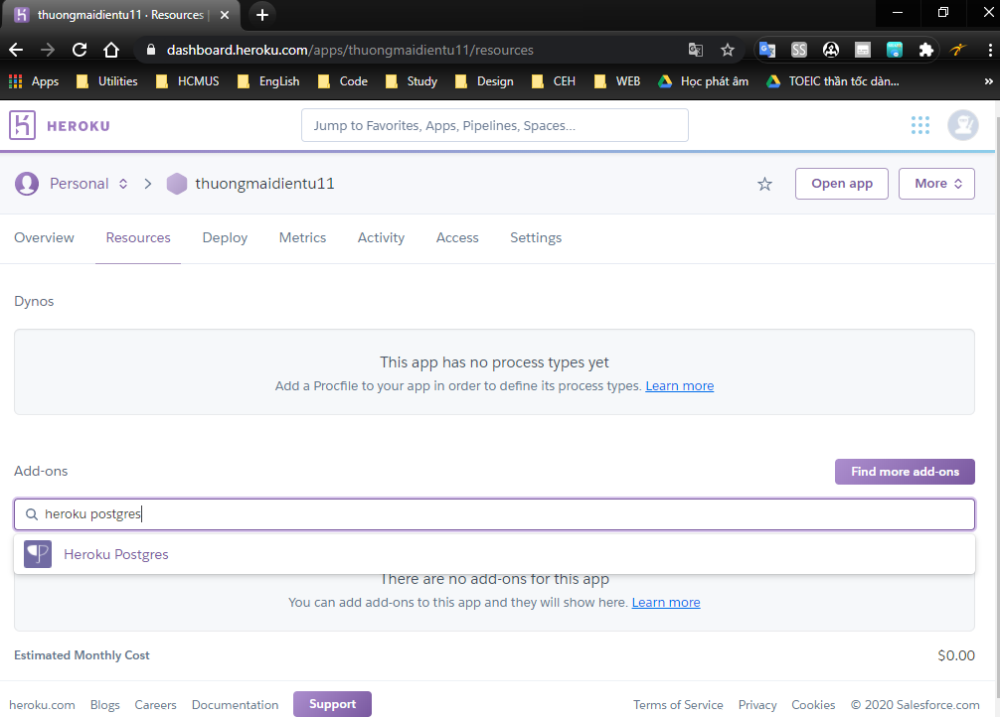 thuongmaidientu11 · Resources |
dashboard.heroku.com/apps/thuongmaidientu11/resources
Apps Utilities HCMUS EngLish Code Study Design CEH WEB Học phát âm TOEIC thần tốc dàn... »
HEROKU Jump to Favorites, Apps, Pipelines, Spaces...
Personal thuongmaidientu11 Open app More
Overview Resources Deploy Metrics Activity Access Settings
Dynos
This app has no process types yet
Add a Procfile to your app in order to define its process types. Learn more
Add-ons Find more add-ons
heroku postgres
Heroku Postgres
There are no add-ons for this app
You can add add-ons to this app and they will show here. Learn more
Estimated Monthly Cost $0.00
heroku.com Blogs Careers Documentation Support Terms of Service Privacy Cookies © 2020 Salesforce.com